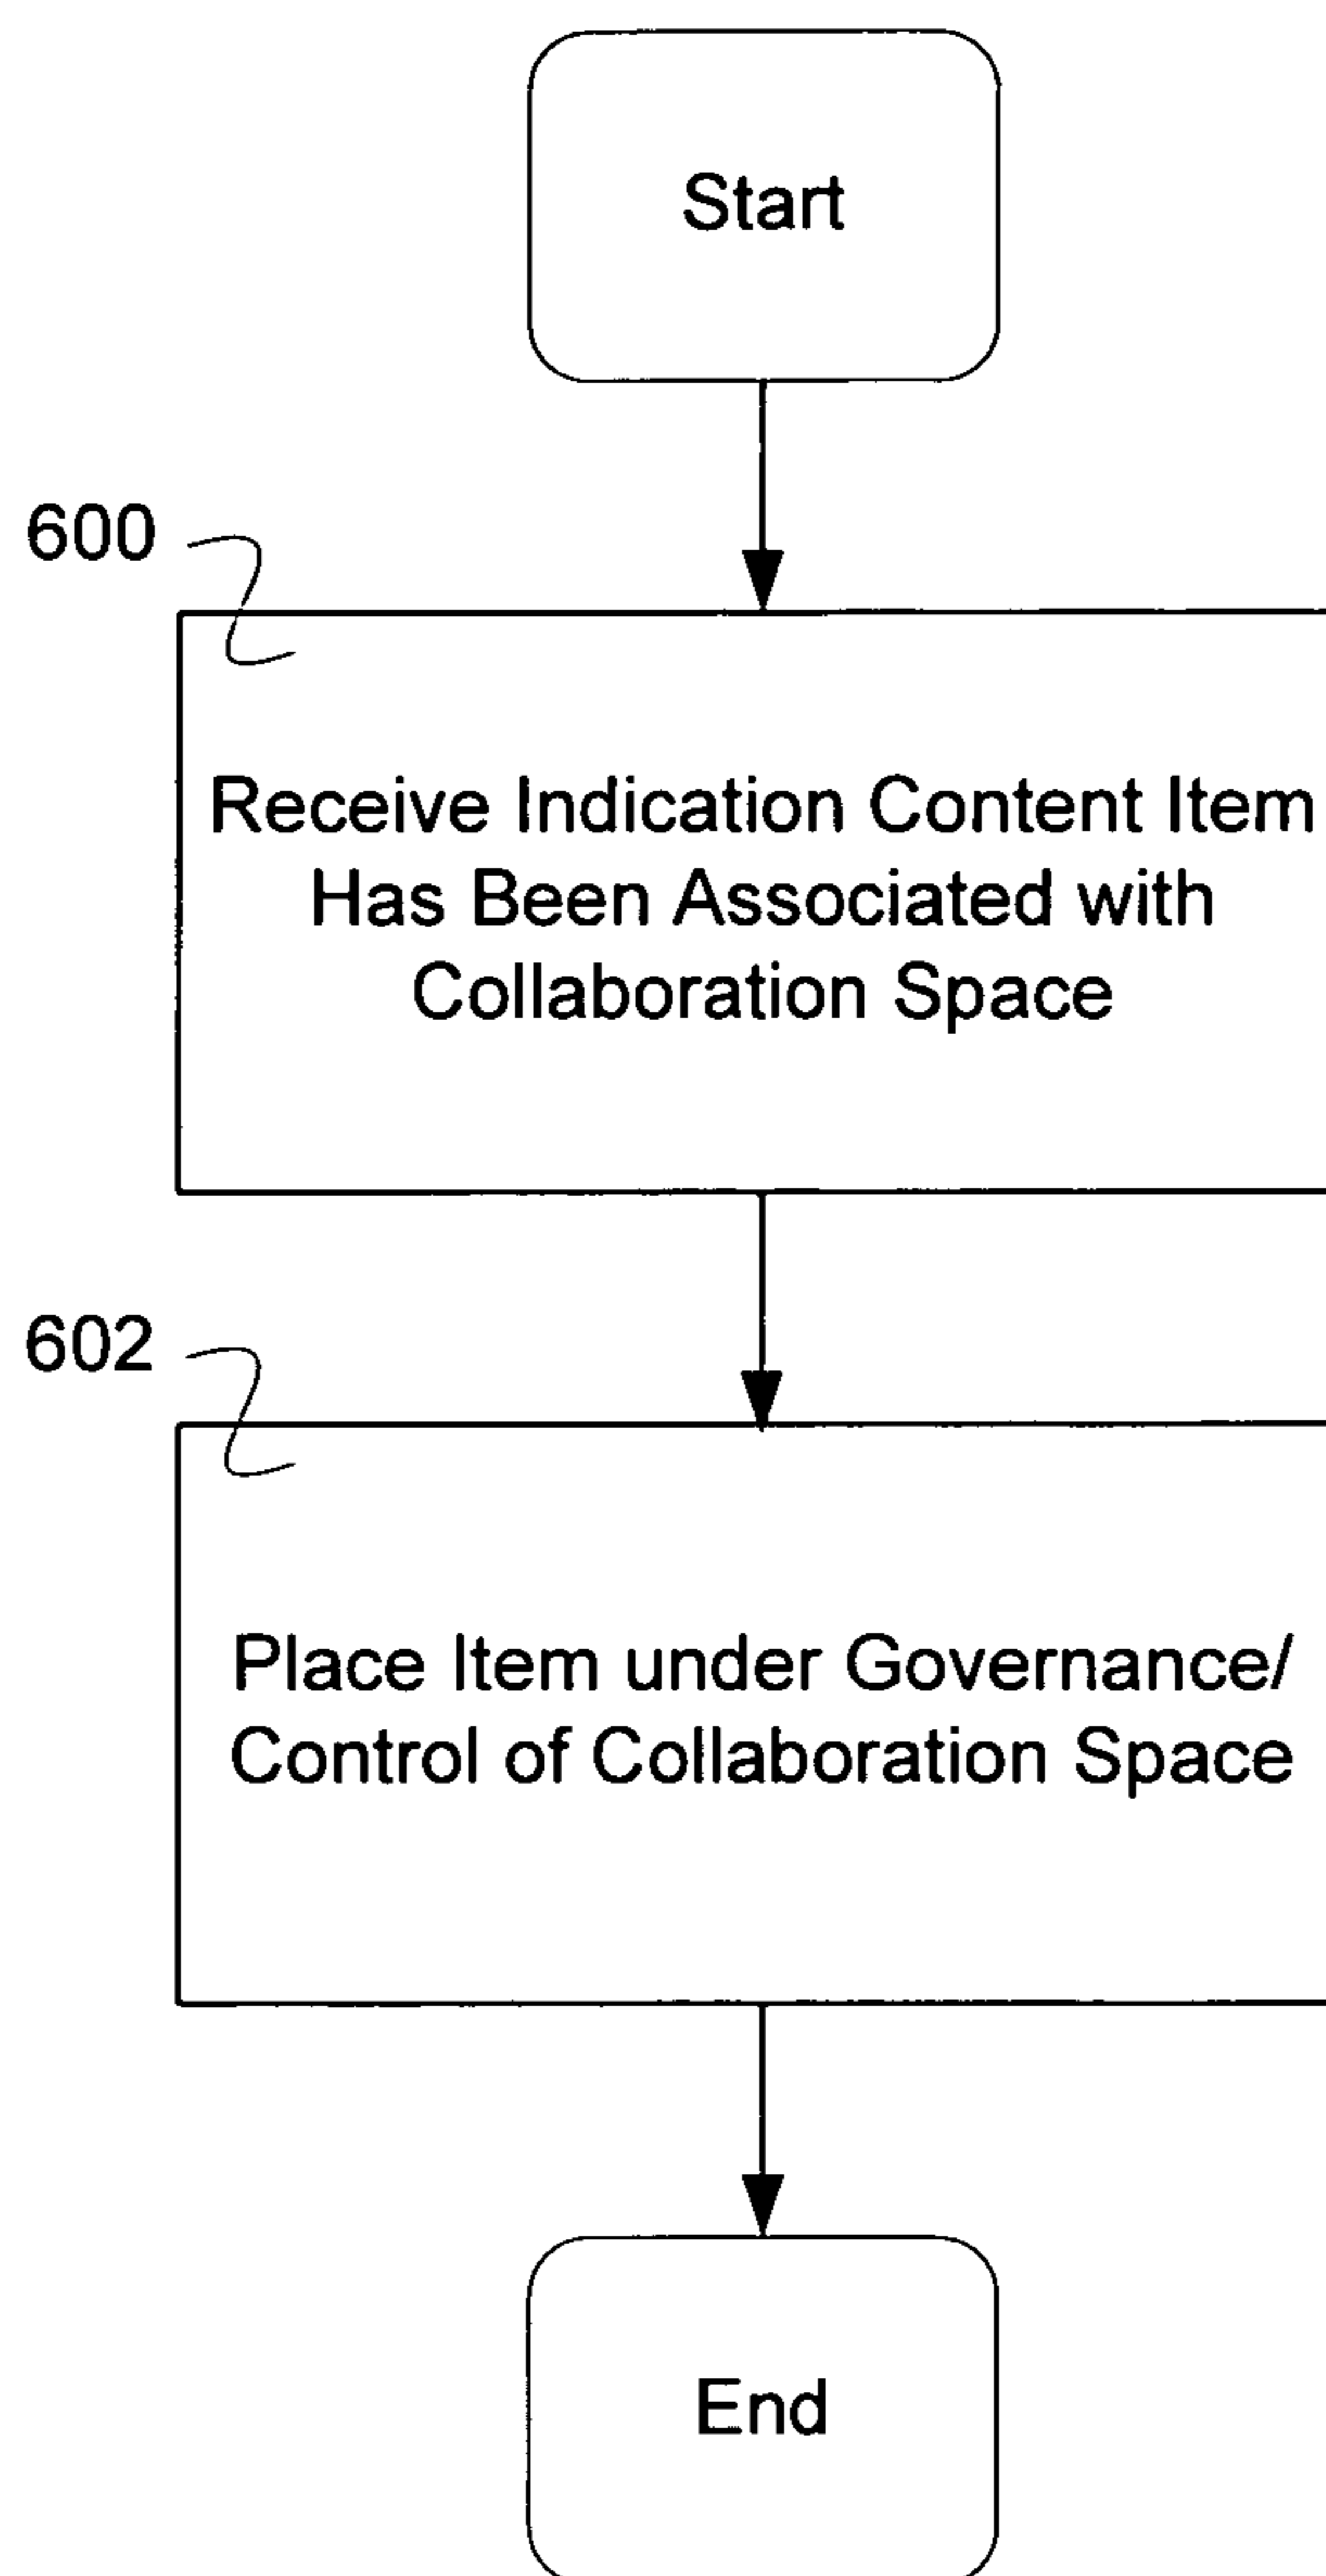 Start
600
Receive Indication Content Item
Has Been Associated with
Collaboration Space
602
Place Item under Governance/
Control of Collaboration Space
End